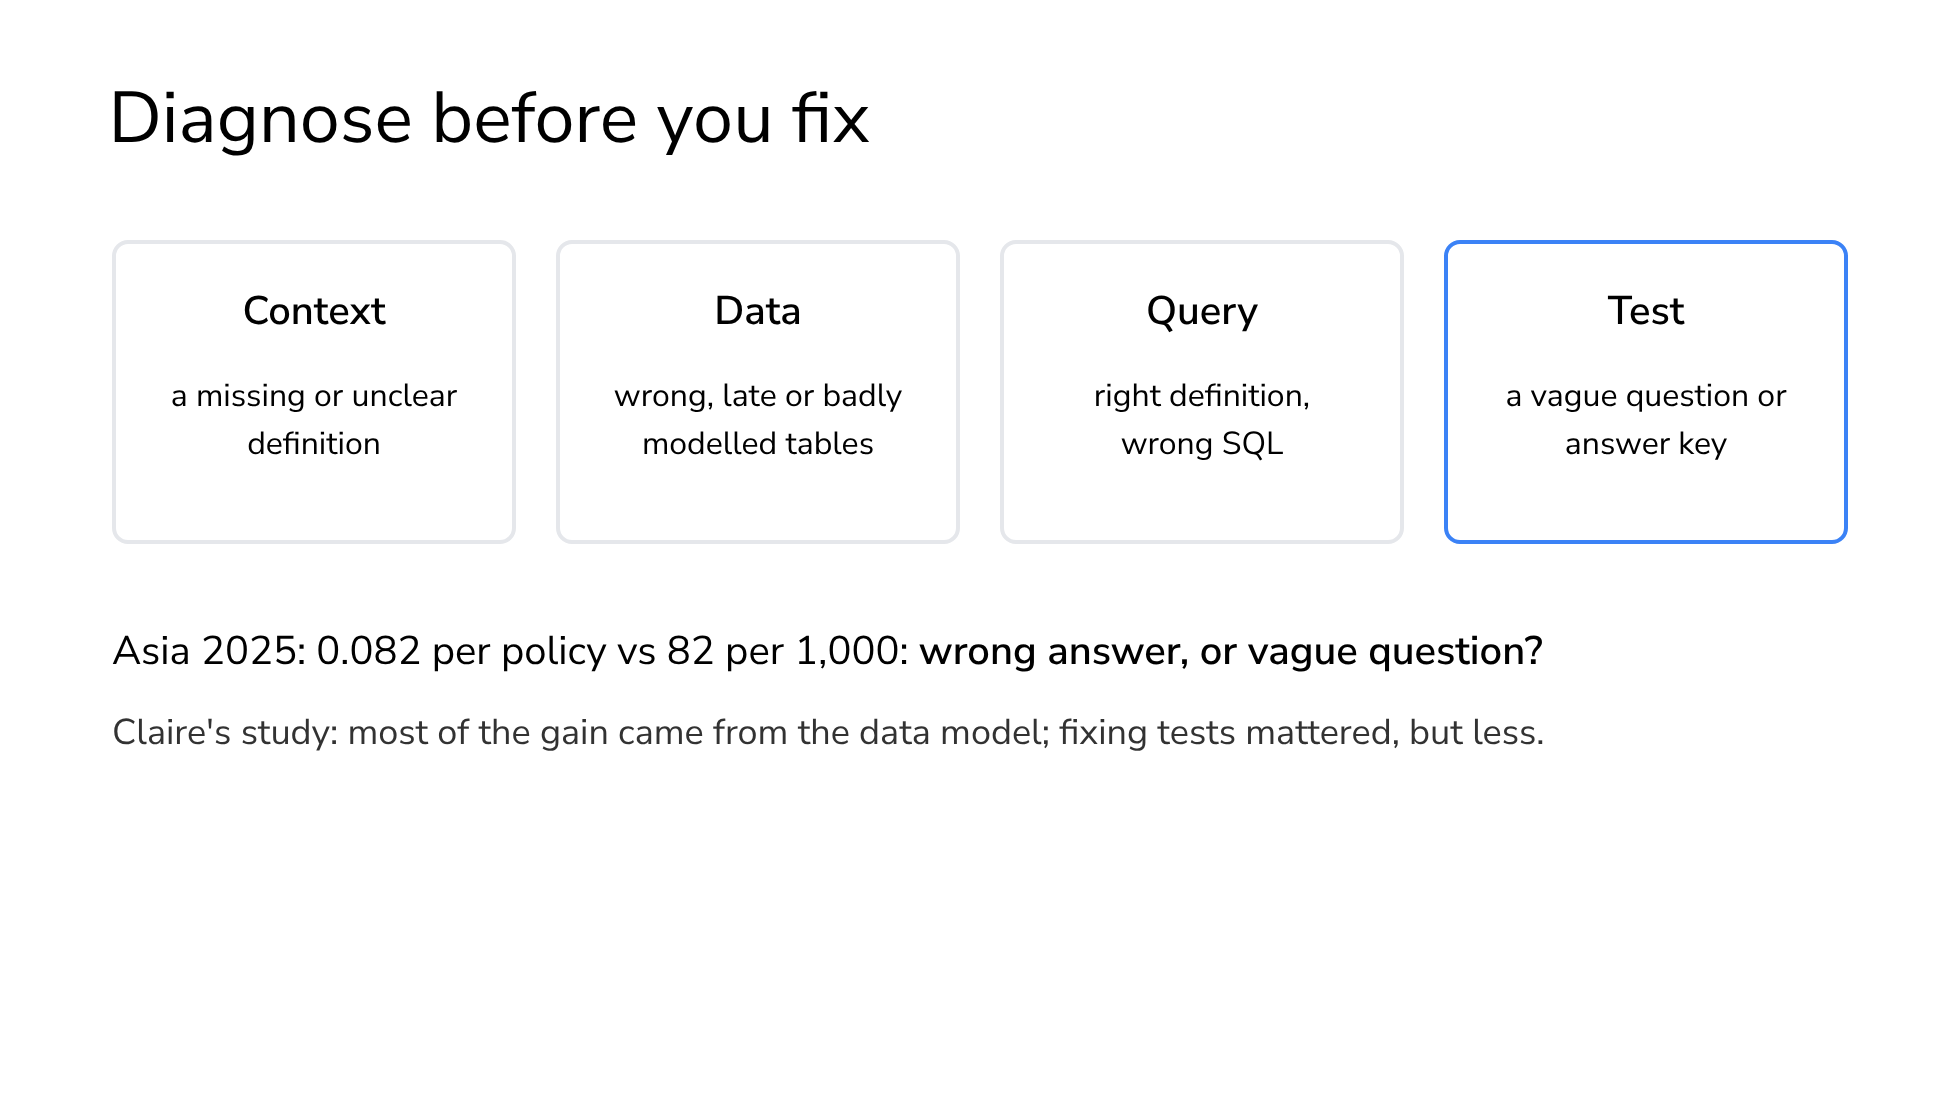 Diagnose before you fix
Context
a missing or unclear
definition
Data
wrong, late or badly
modelled tables
Query
right definition,
wrong SQL
Test
a vague question or
answer key
Asia 2025: 0.082 per policy vs 82 per 1,000: wrong answer, or vague question?
Claire's study: most of the gain came from the data model; fixing tests mattered, but less.